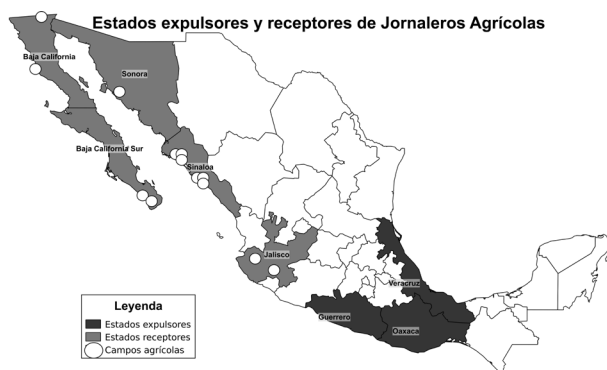 Estados expulsores y receptores de Jornaleros Agrícolas
Baja California
Sonora
Baja California Sur
Sinaloa
Jalisco
Veracruz
Guerrero
Oaxaca
Leyenda
Estados expulsores
Estados receptores
Campos agrícolas